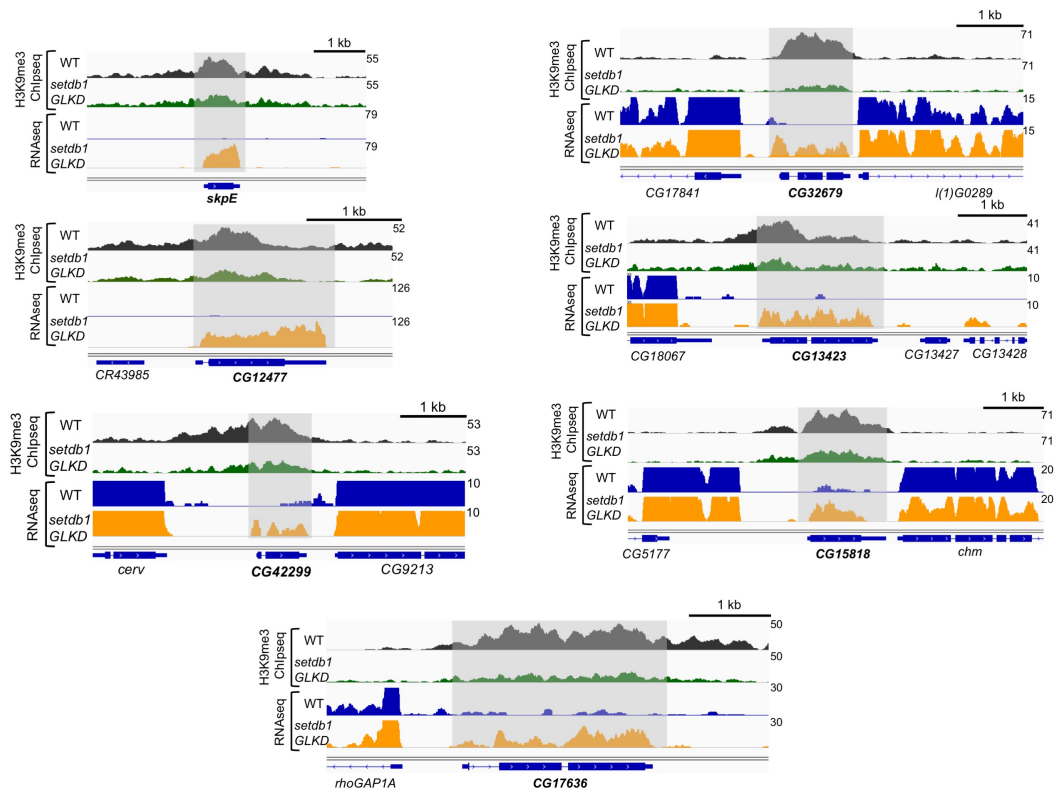 1 kb
H3K9me3
ChIpseq
WT
55
setdb1
GLKD
55
RNAseq
WT
79
setdb1
GLKD
79
skpE
1 kb
H3K9me3
ChIpseq
WT
71
setdb1
GLKD
71
RNAseq
WT
15
setdb1
GLKD
15
CG17841
CG32679
l(1)G0289
1 kb
H3K9me3
ChIpseq
WT
52
setdb1
GLKD
52
RNAseq
WT
126
setdb1
GLKD
126
CR43985
CG12477
1 kb
H3K9me3
ChIpseq
WT
41
setdb1
GLKD
41
RNAseq
WT
10
setdb1
GLKD
10
CG18067
CG13423
CG13427
CG13428
1 kb
H3K9me3
ChIpseq
WT
53
setdb1
GLKD
53
RNAseq
WT
10
setdb1
GLKD
10
cerv
CG42299
CG9213
1 kb
H3K9me3
ChIpseq
WT
71
setdb1
GLKD
71
RNAseq
WT
20
setdb1
GLKD
20
CG5177
CG15818
chm
1 kb
H3K9me3
ChIpseq
WT
50
setdb1
GLKD
50
RNAseq
WT
30
setdb1
GLKD
30
rhoGAP1A
CG17636